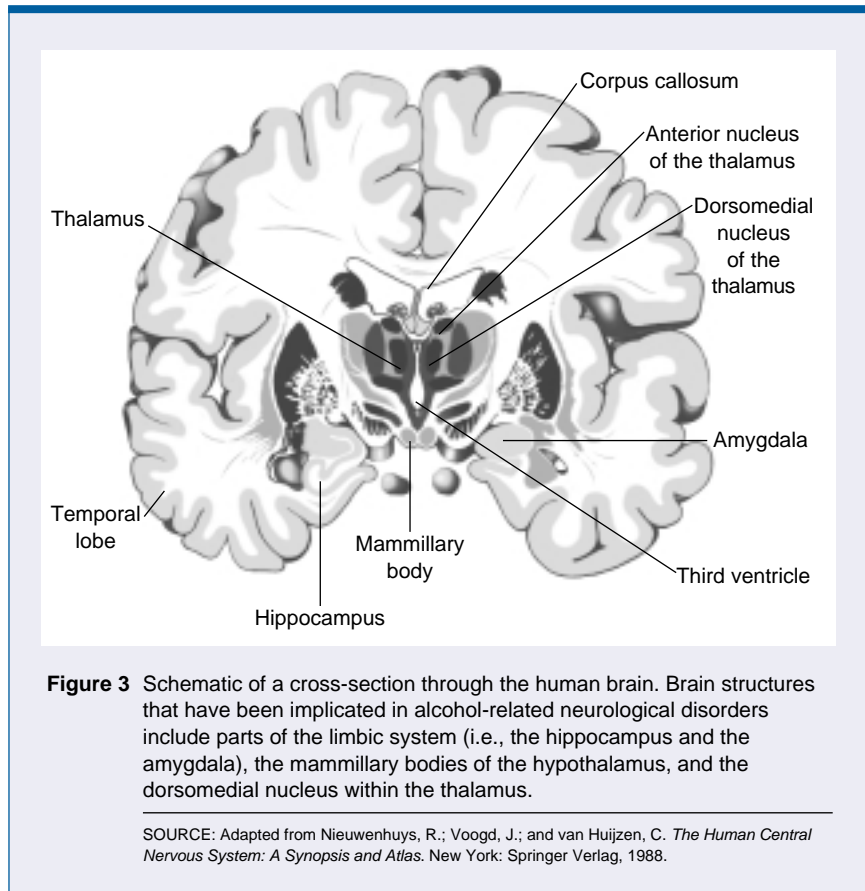 Corpus callosum
Anterior nucleus
of the thalamus
Dorsomedial
nucleus
of the
thalamus
Thalamus
Amygdala
Temporal
lobe
Mammillary
body
Third ventricle
Hippocampus
Figure 3 Schematic of a cross-section through the human brain. Brain structures
that have been implicated in alcohol-related neurological disorders
include parts of the limbic system (i.e., the hippocampus and the
amygdala), the mammillary bodies of the hypothalamus, and the
dorsomedial nucleus within the thalamus.
SOURCE: Adapted from Nieuwenhuys, R.; Voogd, J.; and van Huijzen, C. The Human Central
Nervous System: A Synopsis and Atlas. New York: Springer Verlag, 1988.